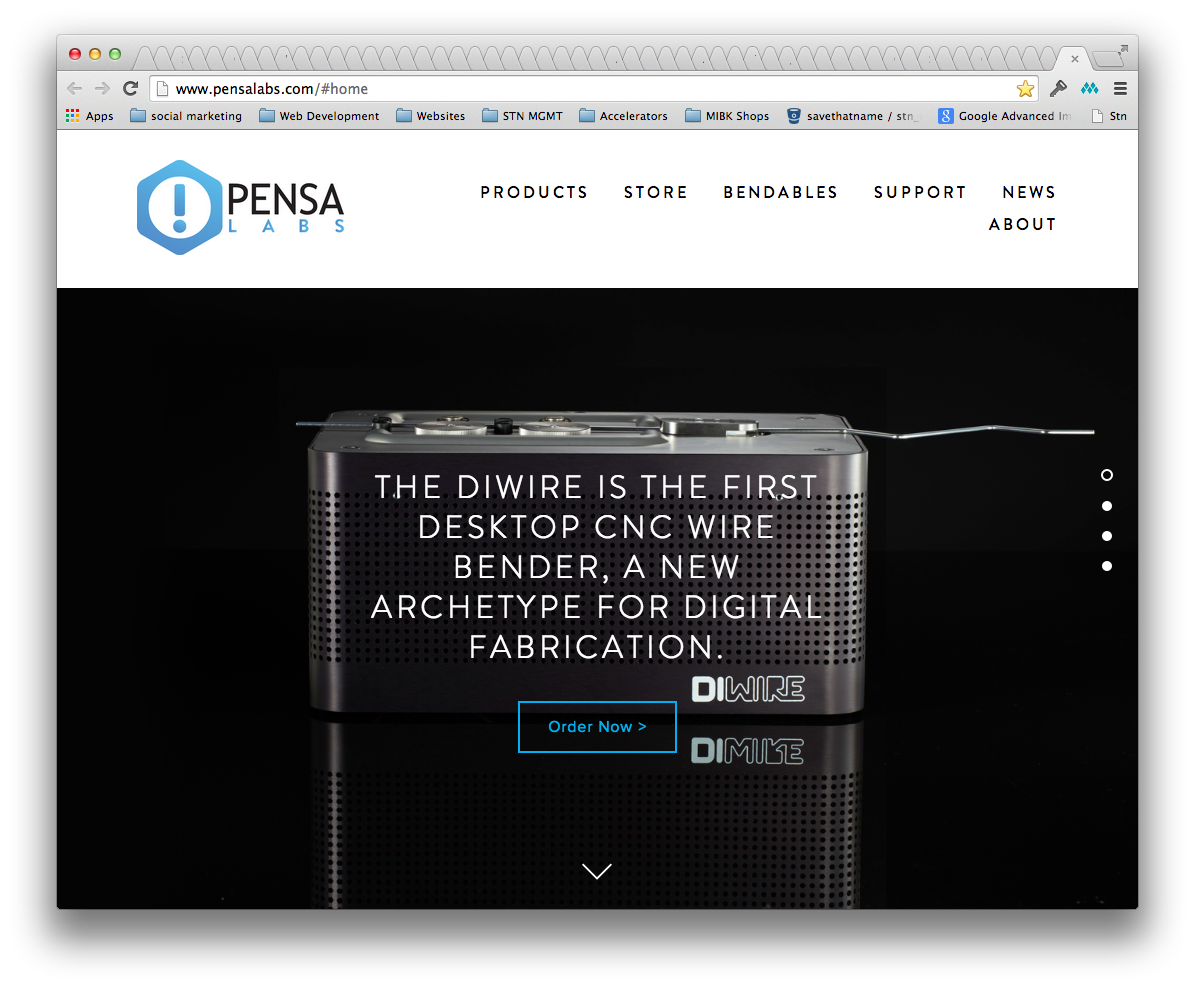 www.pensalabs.com/#home
Apps social marketing Web Development Websites STN MGMT Accelerators MIBK Shops savethatname / stn_ Google Advanced Im Stn
PENSA
LABS
PRODUCTS STORE BENDABLES SUPPORT NEWS
ABOUT
THE DIWIRE IS THE FIRST
DESKTOP CNC WIRE
BENDER, A NEW
ARCHETYPE FOR DIGITAL
FABRICATION.
DIWIRE
Order Now >